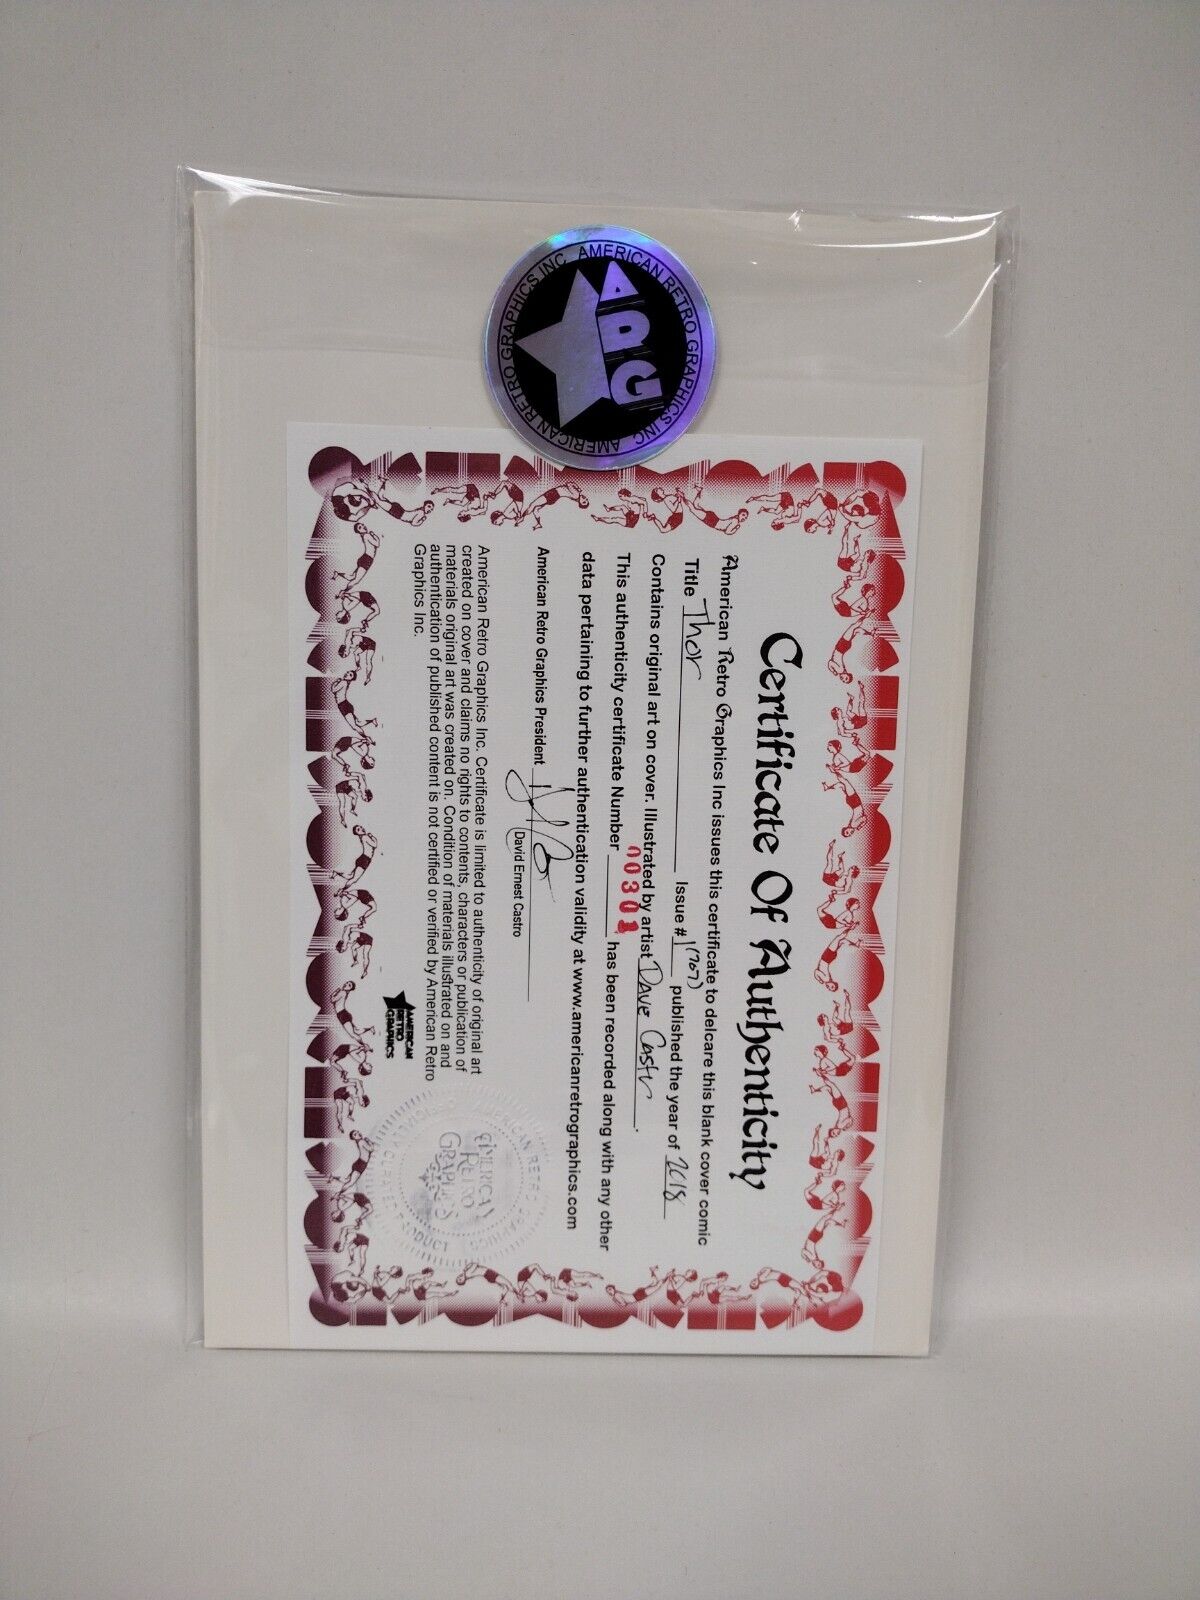 AMERICAN RETRO GRAPHICS INC
AMERICAN RETRO GRAPHICS INC
ARG
Certificate Of Authenticity
American Retro Graphics Inc issues this certificate to delcare this blank cover comic
Title Thor Issue # 1 (707) published the year of 2018
Contains original art on cover. Illustrated by artist Dave Castro.
This authenticity certificate Number 00301 has been recorded along with any other
data pertaining to further authentication validity at www.americanretrographics.com
American Retro Graphics President
(David Ernest Castro
American Retro Graphics Inc. Certificate is limited to authenticity of original art
created on cover and claims no rights to contents, characters or publication of
materials original art was created on. Condition of materials illustrated on and
authentication of published content is not certified or verified by American Retro
Graphics Inc.
AMERICAN
RETRO
GRAPHICS
AMERICAN
RETRO
GRAPHICS